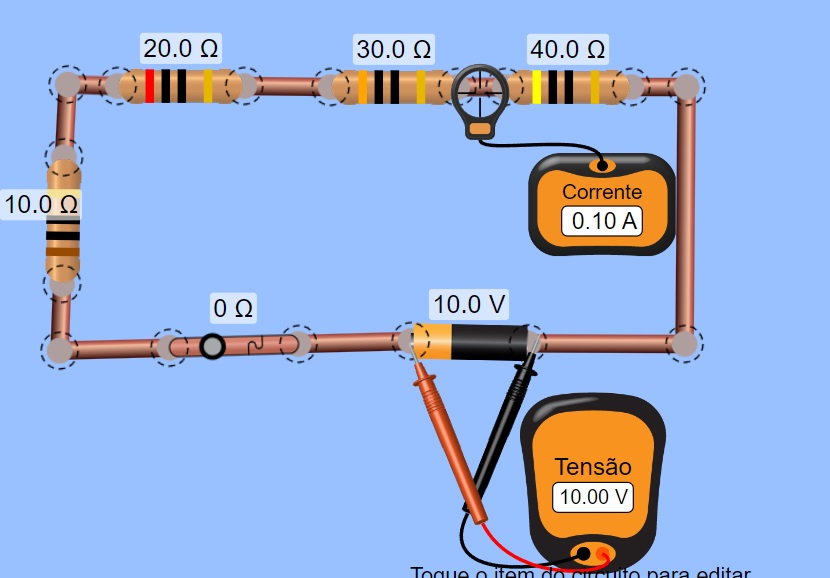 20.0 Ω
30.0 Ω
40.0 Ω
Corrente
0.10 A
10.0 Ω
0 Ω
10.0 V
Tensão
10.00 V
Toque o item do circuito para editar